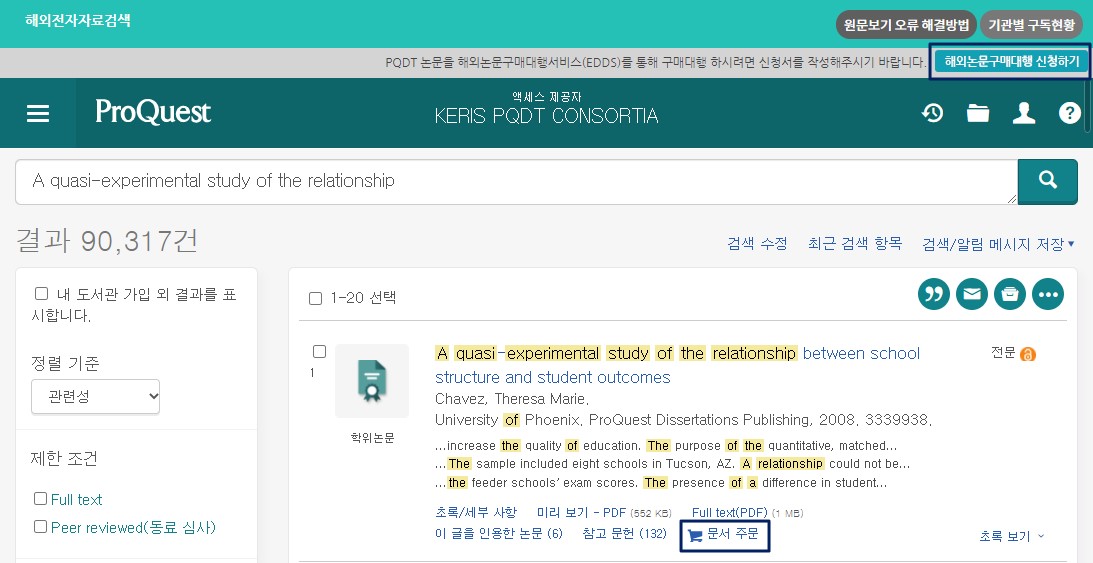 해외전자자료검색
원문보기 오류 해결방법 기관별 구독현황
PQDT 논문을 해외논문구매대행서비스(EDDS)를 통해 구매대행 하시려면 신청서를 작성해주시기 바랍니다. 해외논문구매대행 신청하기
ProQuest
액세스 제공자
KERIS PQDT CONSORTIA
A quasi-experimental study of the relationship
결과 90,317건
검색 수정 최근 검색 항목 검색/알림 메시지 저장
내 도서관 가입 외 결과를 표
시합니다.
정렬 기준
관련성
제한 조건
Full text
Peer reviewed(동료 심사)
1-20 선택
1
학위논문
A quasi-experimental study of the relationship between school
structure and student outcomes
전문
Chavez, Theresa Marie.
University of Phoenix. ProQuest Dissertations Publishing, 2008. 3339938.
...increase the quality of education. The purpose of the quantitative, matched...
...The sample included eight schools in Tucson, AZ. A relationship could not be...
...the feeder schools' exam scores. The presence of a difference in student...
초록/세부 사항 미리 보기 - PDF (552 KB) Full text(PDF) (1 MB)
이 글을 인용한 논문 (6) 참고 문헌 (132) 문서 주문
초록 보기